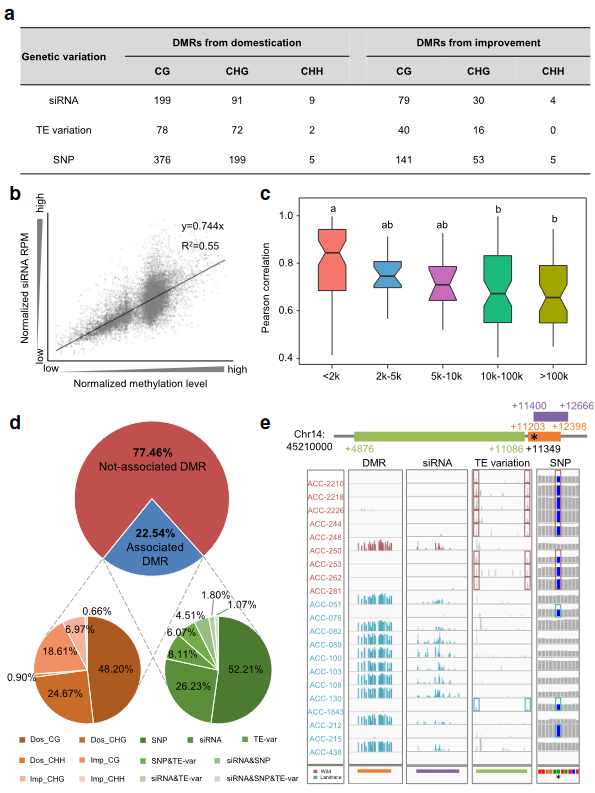 a
Genetic variation
DMRs from domestication DMRs from improvement
CG CHG CHH CG CHG CHH
siRNA 199 91 9 79 30 4
TE variation 78 72 2 40 16 0
SNP 376 199 5 141 53 5
b
high
Normalized siRNA RPM
low
y=0.744x
R²=0.55
low high
Normalized methylation level
c
Pearson correlation
1.0
0.8
0.6
0.4
a ab ab b b
<2k 2k-5k 5k-10k 10k-100k >100k
d
77.46%
Not-associated DMR
22.54%
Associated
DMR
0.66%
6.97%
18.61%
0.90%
24.67%
48.20%
1.80%
1.07%
4.51%
6.07%
8.11%
26.23%
52.21%
Dos_CG Dos_CHG SNP siRNA TE-var
Dos_CHH Imp_CG SNP&TE-var siRNA&SNP
Imp_CHG Imp_CHH siRNA&TE-var siRNA&SNP&TE-var
e
+11400 +12666
+11203 +12398
Chr14:
45210000
+4876 +11086 *+11349
DMR siRNA TE variation SNP
ACC-2210
ACC-2218
ACC-2226
ACC-244
ACC-248
ACC-250
ACC-253
ACC-262
ACC-281
ACC-051
ACC-076
ACC-082
ACC-089
ACC-100
ACC-103
ACC-108
ACC-130
ACC-1843
ACC-212
ACC-215
ACC-438
Wild
Landrace
*